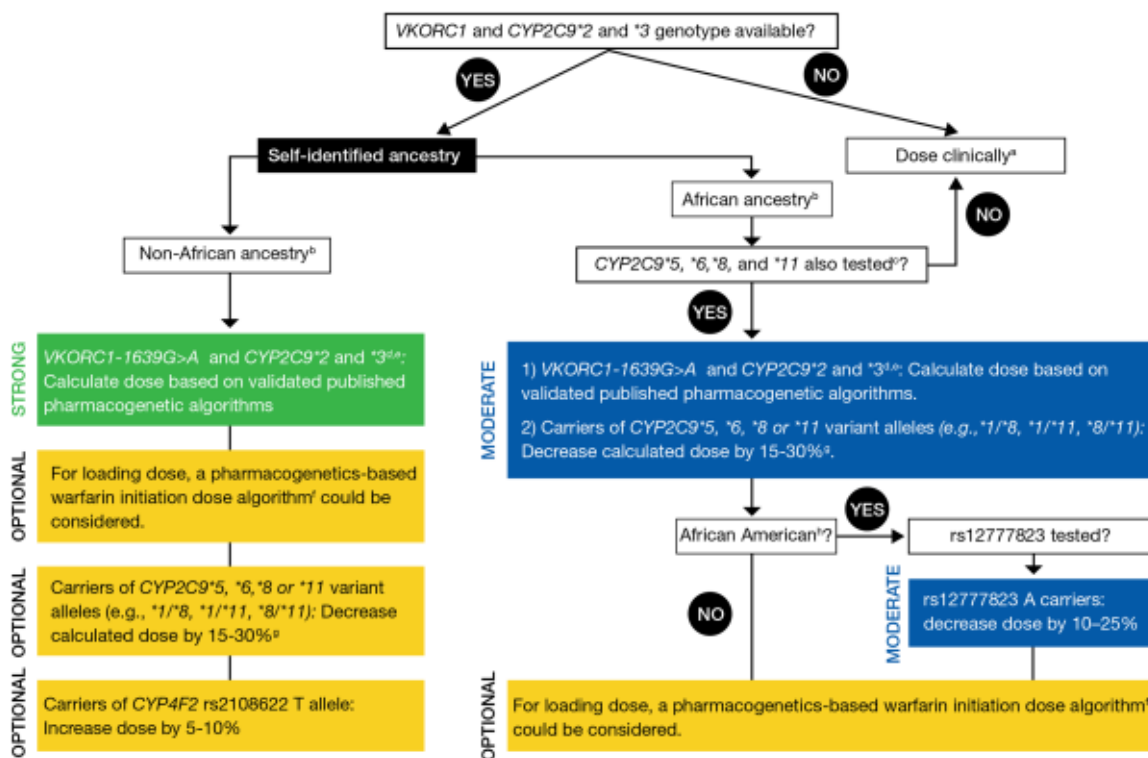 VKORC1 and CYP2C9*2 and *3 genotype available?
YES
NO
Self-identified ancestry
Dose clinicallyᵃ
African ancestryᵇ
NO
Non-African ancestryᵇ
CYP2C9*5, *6,*8, and *11 also testedᶜ?
YES
STRONG
VKORC1-1639G>A and CYP2C9*2 and *3ᵈ,ᵉ:
Calculate dose based on validated published
pharmacogenetic algorithms
MODERATE
1) VKORC1-1639G>A and CYP2C9*2 and *3ᵈ,ᵉ: Calculate dose based on
validated published pharmacogenetic algorithms.
2) Carriers of CYP2C9*5, *6, *8 or *11 variant alleles (e.g., *1/*8, *1/*11, *8/*11):
Decrease calculated dose by 15-30%ᵍ.
OPTIONAL
For loading dose, a pharmacogenetics-based
warfarin initiation dose algorithmᶠ could be
considered.
African Americanʰ?
YES
rs12777823 tested?
NO
OPTIONAL
Carriers of CYP2C9*5, *6,*8 or *11 variant
alleles (e.g., *1/*8, *1/*11, *8/*11): Decrease
calculated dose by 15-30%ᵍ
MODERATE
rs12777823 A carriers:
decrease dose by 10–25%
OPTIONAL
Carriers of CYP4F2 rs2108622 T allele:
Increase dose by 5-10%
OPTIONAL
For loading dose, a pharmacogenetics-based warfarin initiation dose algorithmᶠ
could be considered.